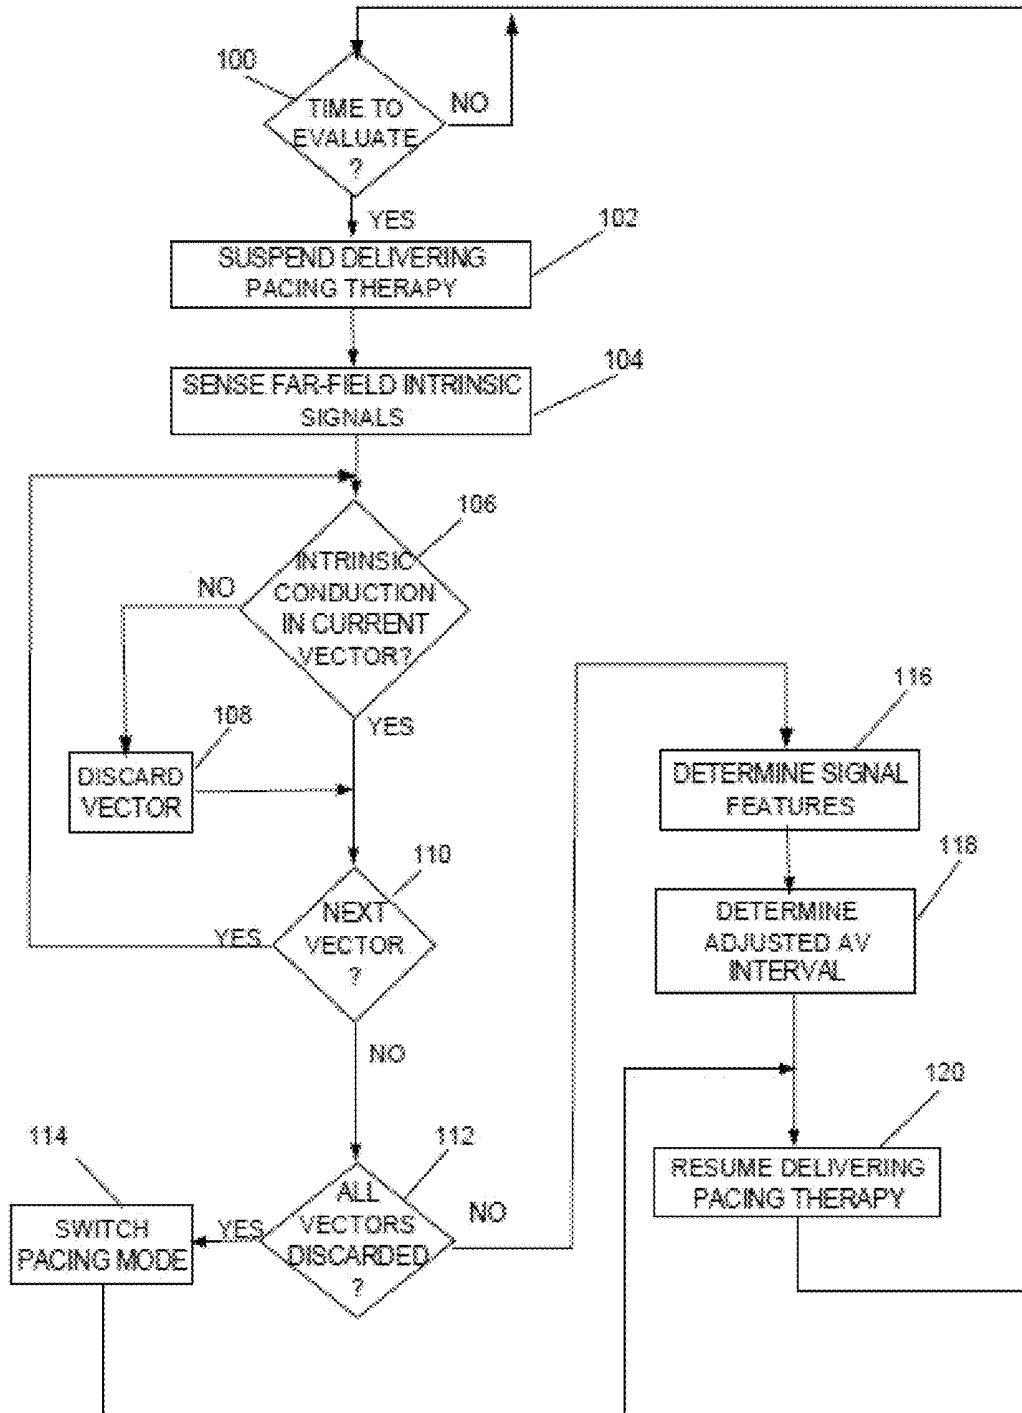 100
TIME TO
EVALUATE
?
NO
YES
102
SUSPEND DELIVERING
PACING THERAPY
104
SENSE FAR-FIELD INTRINSIC
SIGNALS
106
INTRINSIC
CONDUCTION
IN CURRENT
VECTOR?
NO
YES
108
DISCARD
VECTOR
110
NEXT
VECTOR
?
YES
NO
112
ALL
VECTORS
DISCARDED
?
YES
NO
114
SWITCH
PACING MODE
116
DETERMINE SIGNAL
FEATURES
118
DETERMINE
ADJUSTED AV
INTERVAL
120
RESUME DELIVERING
PACING THERAPY